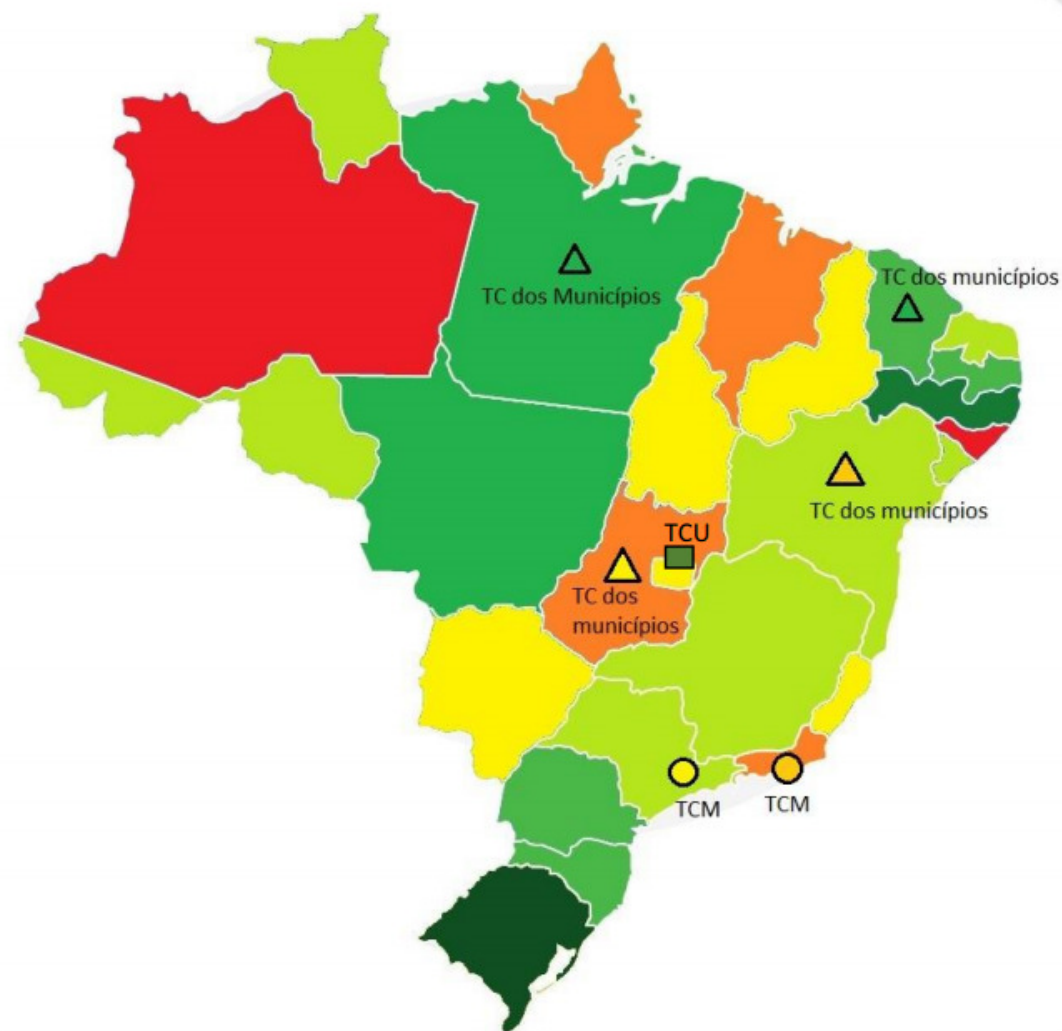 TC dos Municípios
TC dos municípios
TC dos municípios
TCU
TC dos
municípios
TCM
TCM